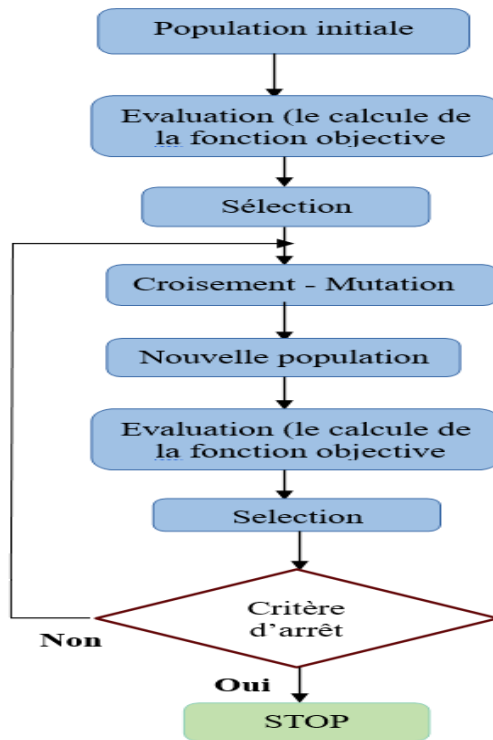 Population initiale
Evaluation (le calcule de
la fonction objective
Sélection
Croisement - Mutation
Nouvelle population
Evaluation (le calcule de
la fonction objective
Selection
Critère
d'arrêt
Non
Oui
STOP